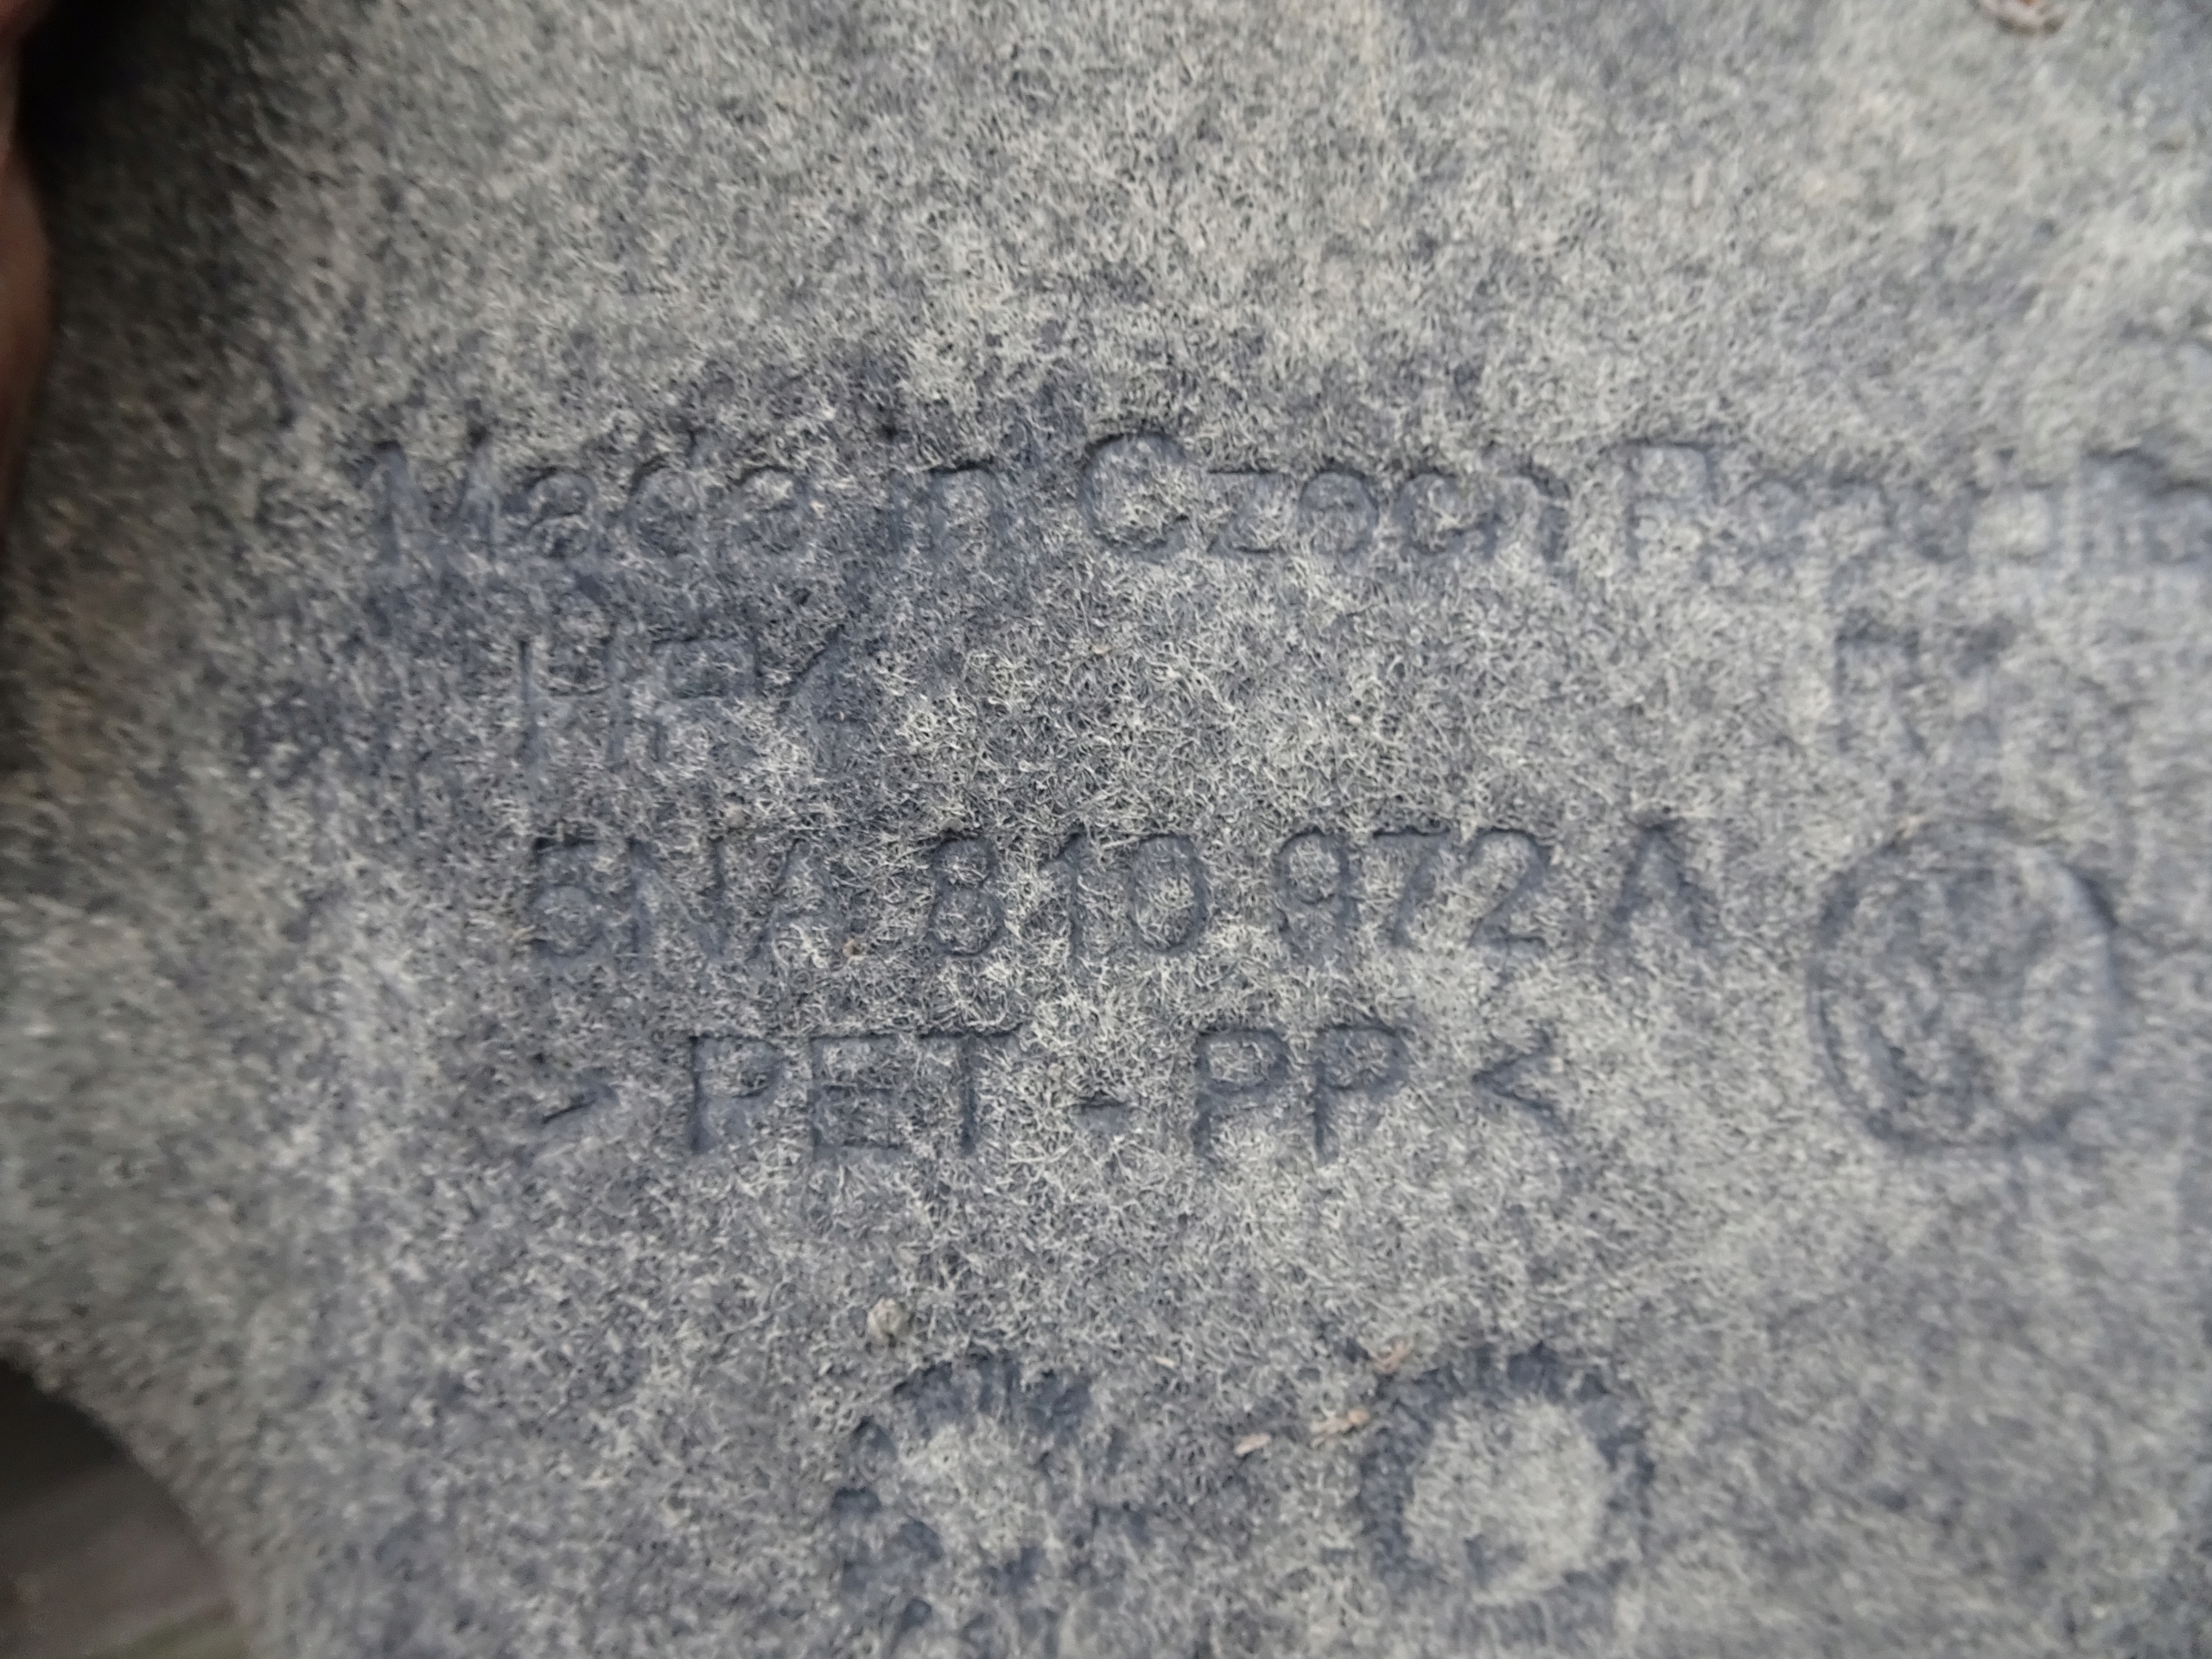 Made in Czech Republic
5NA 810 972 A
>PET - PP<